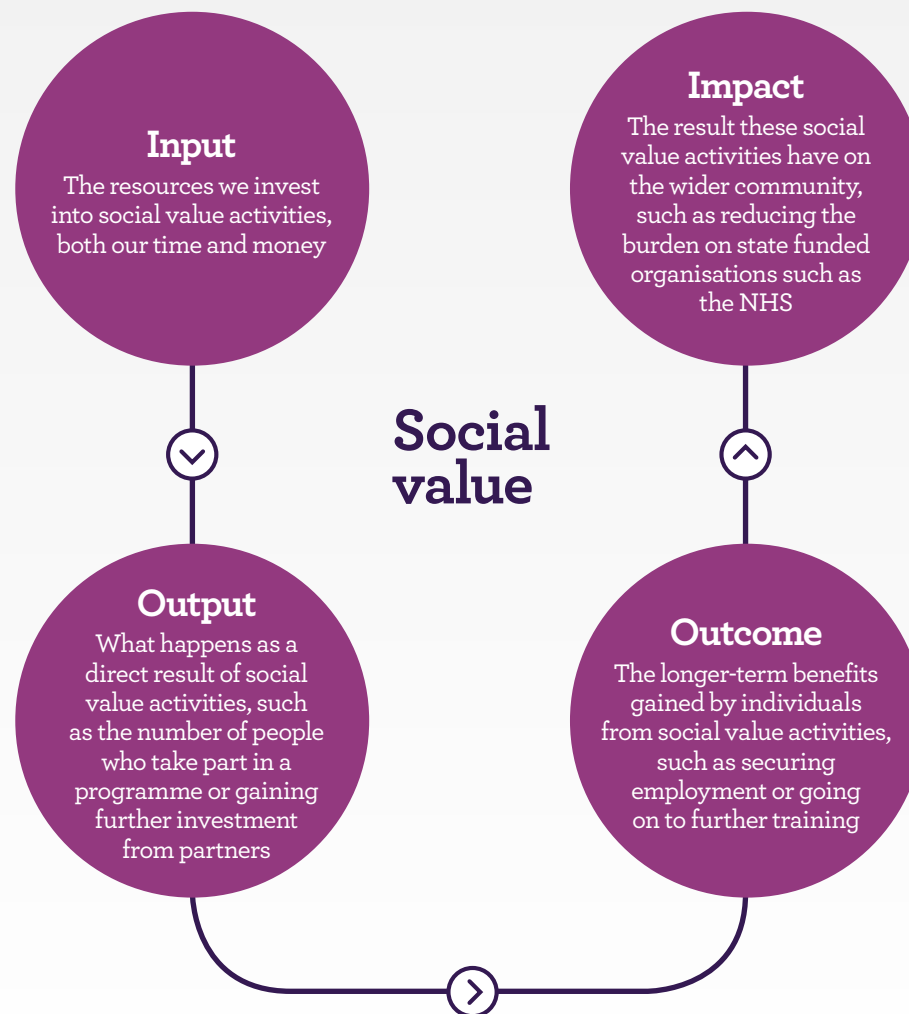 Input
The resources we invest
into social value activities,
both our time and money
Impact
The result these social
value activities have on
the wider community,
such as reducing the
burden on state funded
organisations such as
the NHS
Social
value
Output
What happens as a
direct result of social
value activities, such
as the number of people
who take part in a
programme or gaining
further investment
from partners
Outcome
The longer-term benefits
gained by individuals
from social value activities,
such as securing
employment or going
on to further training